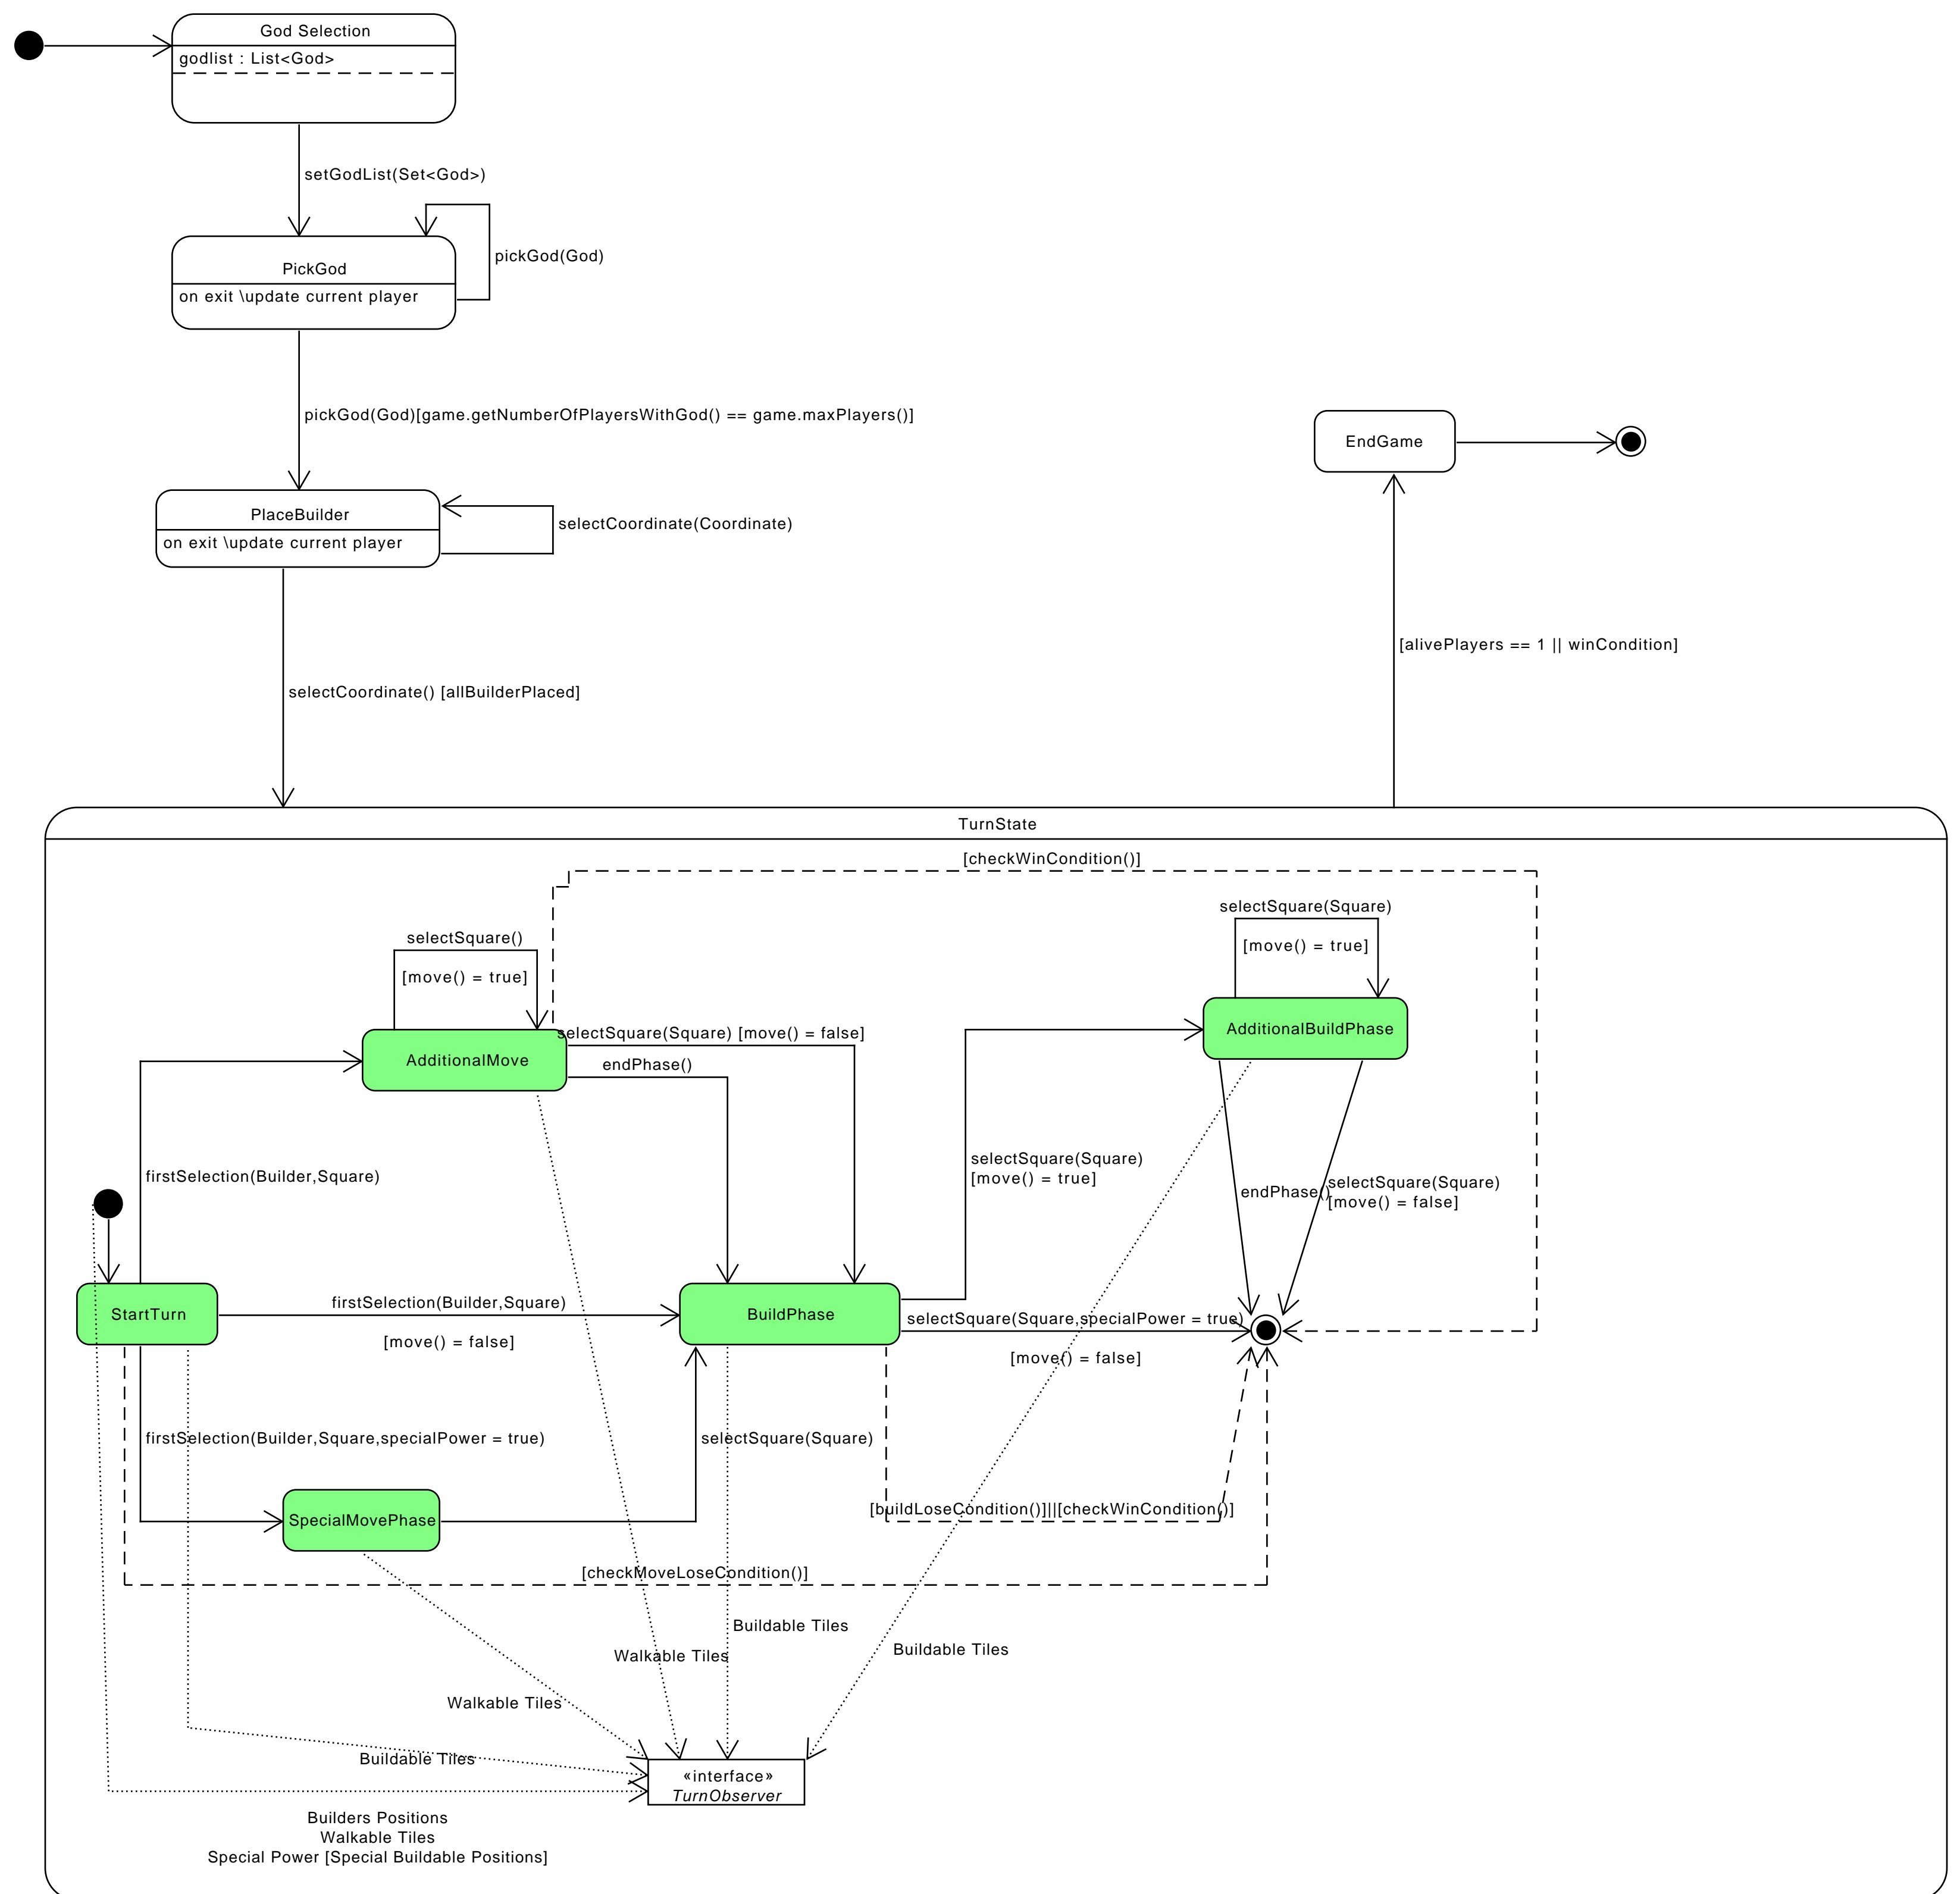 God Selection
godlist : List<God>
setGodList(Set<God>)
pickGod(God)
PickGod
on exit \update current player
pickGod(God)[game.getNumberOfPlayersWithGod() == game.maxPlayers()]
EndGame
PlaceBuilder
on exit \update current player
selectCoordinate(Coordinate)
[alivePlayers == 1 || winCondition]
selectCoordinate() [allBuilderPlaced]
TurnState
[checkWinCondition()]
selectSquare(Square)
[move() = true]
selectSquare()
[move() = true]
AdditionalBuildPhase
selectSquare(Square) [move() = false]
AdditionalMove
endPhase()
selectSquare(Square)
[move() = true]
firstSelection(Builder,Square)
endPhase()
selectSquare(Square)
[move() = false]
StartTurn
firstSelection(Builder,Square)
[move() = false]
BuildPhase
selectSquare(Square,specialPower = true)
[move() = false]
firstSelection(Builder,Square,specialPower = true)
selectSquare(Square)
[buildLoseCondition()]||[checkWinCondition()]
SpecialMovePhase
[checkMoveLoseCondition()]
Buildable Tiles
Walkable Tiles
Buildable Tiles
Walkable Tiles
Buildable Tiles
«interface»
TurnObserver
Builders Positions
Walkable Tiles
Special Power [Special Buildable Positions]